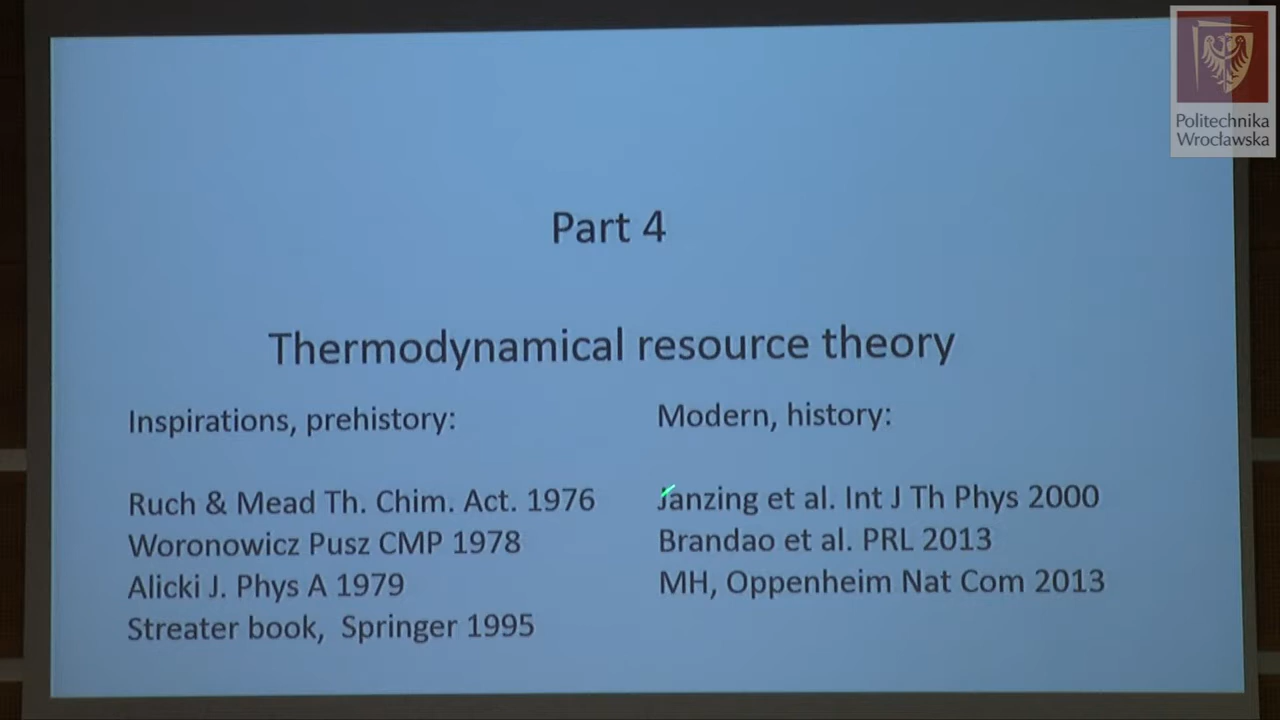 Politechnika
Wrocławska
Part 4
Thermodynamical resource theory
Inspirations, prehistory:
Ruch & Mead Th. Chim. Act. 1976
Woronowicz Pusz CMP 1978
Alicki J. Phys A 1979
Streater book, Springer 1995
Modern, history:
Janzing et al. Int J Th Phys 2000
Brandao et al. PRL 2013
MH, Oppenheim Nat Com 2013